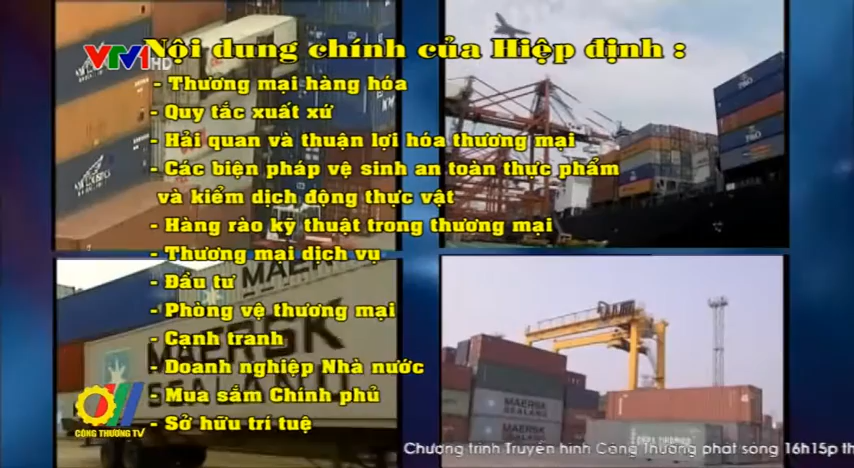 VTV1 HD
Nội dung chính của Hiệp định :
- Thương mại hàng hóa
- Quy tắc xuất xứ
- Hải quan và thuận lợi hóa thương mại
- Các biện pháp vệ sinh an toàn thực phẩm
và kiểm dịch động thực vật
- Hàng rào kỹ thuật trong thương mại
- Thương mại dịch vụ
- Đầu tư
- Phòng vệ thương mại
- Cạnh tranh
- Doanh nghiệp Nhà nước
- Mua sắm Chính phủ
- Sở hữu trí tuệ
MAERSK
MAERSK
SEALAND
MAERSK
SEALAND
MAERSK
CÔNG THƯƠNG TV
Chương trình Truyền hình Công Thương phát sóng 16h15p th